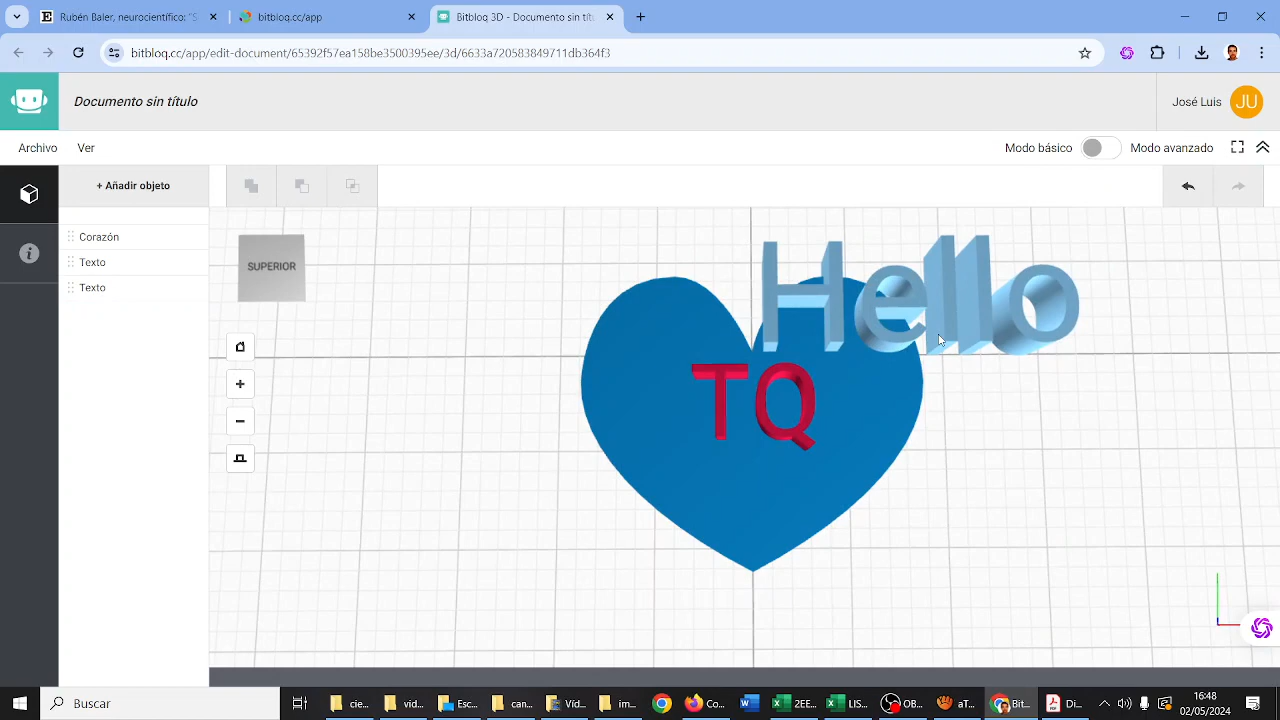 Rubén Baler, neurocientífico: "S
bitbloq.cc/app
Bitbloq 3D - Documento sin tít
bitbloq.cc/app/edit-document/65392f57ea158be3500395ee/3d/6633a720583849711db364f3
Documento sin título
José Luis
JU
Archivo
Ver
Modo básico
Modo avanzado
+ Añadir objeto
Corazón
Texto
Texto
SUPERIOR
Hello
TQ
Buscar
ce...
vid...
Esc...
can...
Víd...
im...
Co...
2EE...
LIS...
OB...
aT...
Bit...
Di...
16:48
02/05/2024